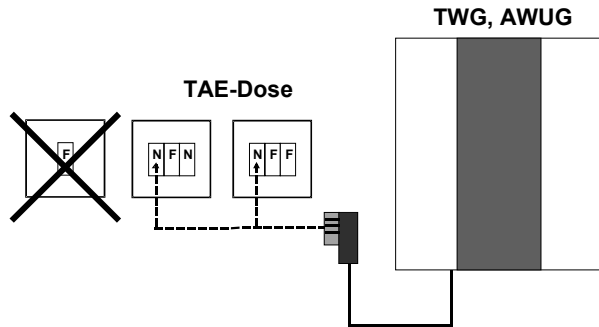 TWG, AWUG
TAE-Dose
F
N F N
N F F